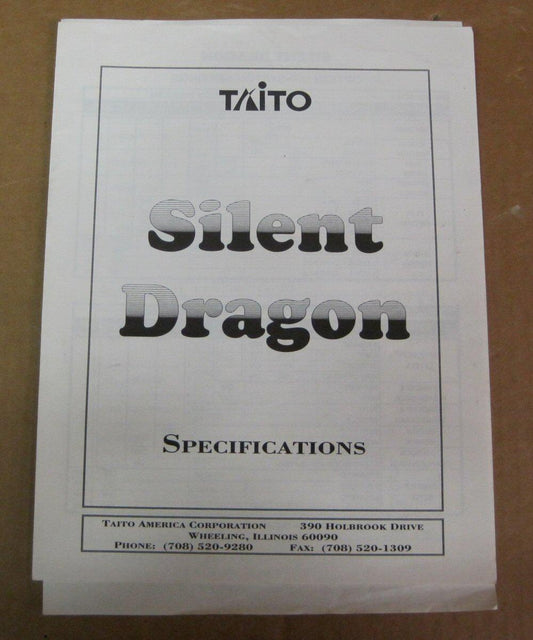 TAITO
Silent
Dragon
SPECIFICATIONS
TAITO AMERICA CORPORATION 390 HOLBROOK DRIVE
WHEELING, ILLINOIS 60090
PHONE: (708) 520-9280 FAX: (708) 520-1309